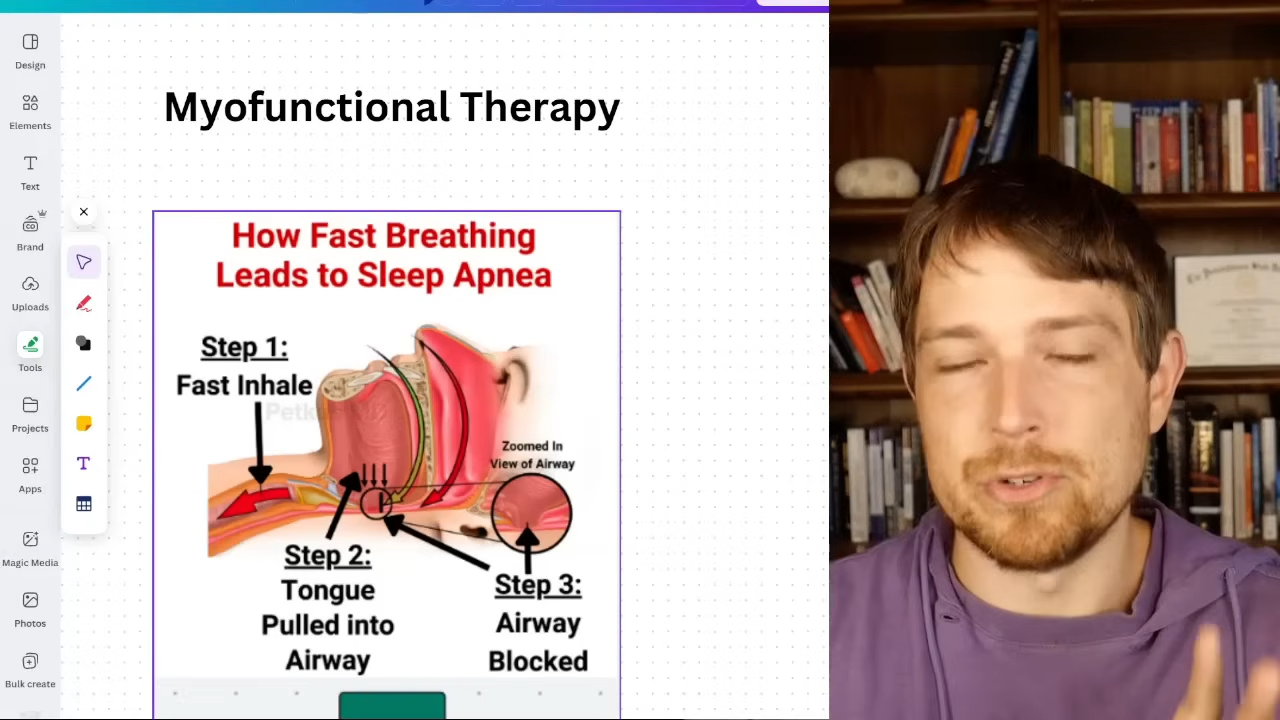 Design
Elements
Text
Brand
Uploads
Tools
Projects
Apps
Magic Media
Photos
Bulk create
T
Myofunctional Therapy
How Fast Breathing
Leads to Sleep Apnea
Step 1:
Fast Inhale
Zoomed In
View of Airway
Step 2:
Tongue
Pulled into
Airway
Step 3:
Airway
Blocked